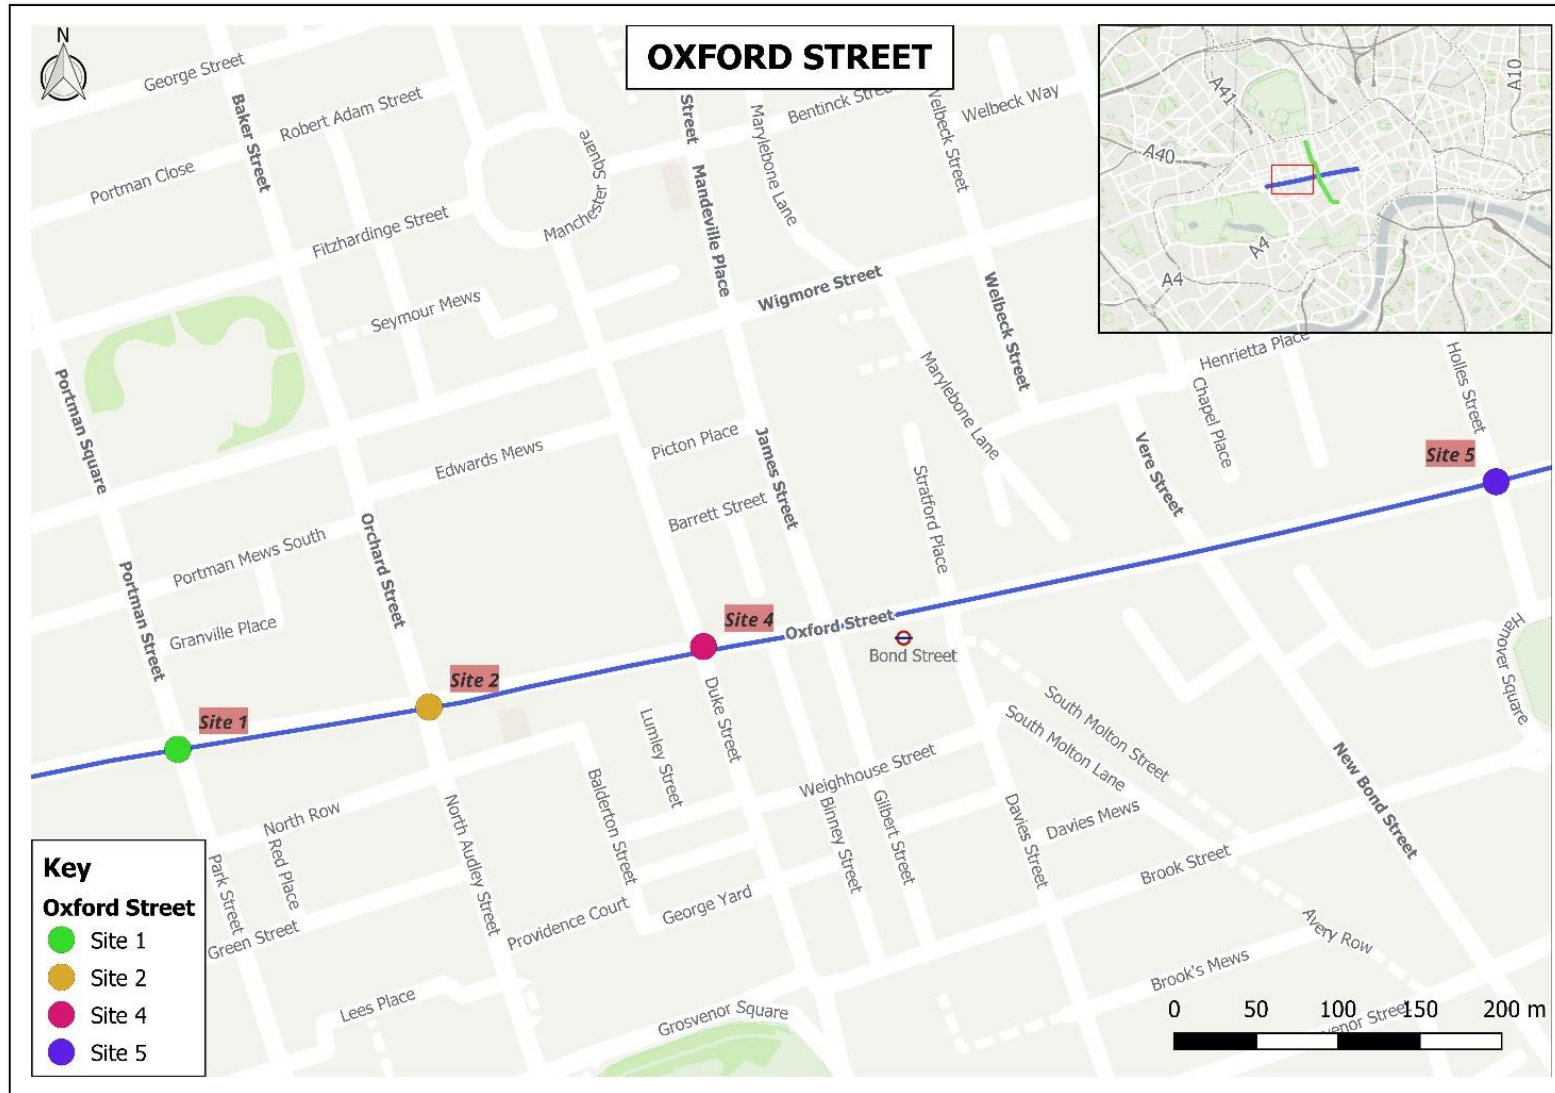 N
OXFORD STREET
George Street
Baker Street
Robert Adam Street
Portman Close
Fitzhardinge Street
Manchester Square
Street
Mandeville Place
Marylebone Lane
Bentinck Street
Welbeck Street
Welbeck Way
A41
A10
A40
A4
A4
Seymour Mews
Wigmore Street
Welbeck Street
Marylebone Lane
Henrietta Place
Chapel Place
Holles Street
Portman Square
Edwards Mews
Picton Place
James Street
Barrett Street
Stratford Place
Vere Street
Site 5
Orchard Street
Portman Mews South
Portman Street
Granville Place
Site 4
Oxford Street
Bond Street
Hanover Square
Site 2
Site 1
Duke Street
Lumley Street
Balderton Street
North Row
Red Place
Park Street
North Audley Street
Green Street
Providence Court
George Yard
Weighhouse Street
Binney Street
Gilbert Street
South Molton Street
South Molton Lane
Davies Street
Davies Mews
Brook Street
New Bond Street
Avery Row
Brook's Mews
Lees Place
Grosvenor Square
venor Street
Key
Oxford Street
Site 1
Site 2
Site 4
Site 5
0 50 100 150 200 m